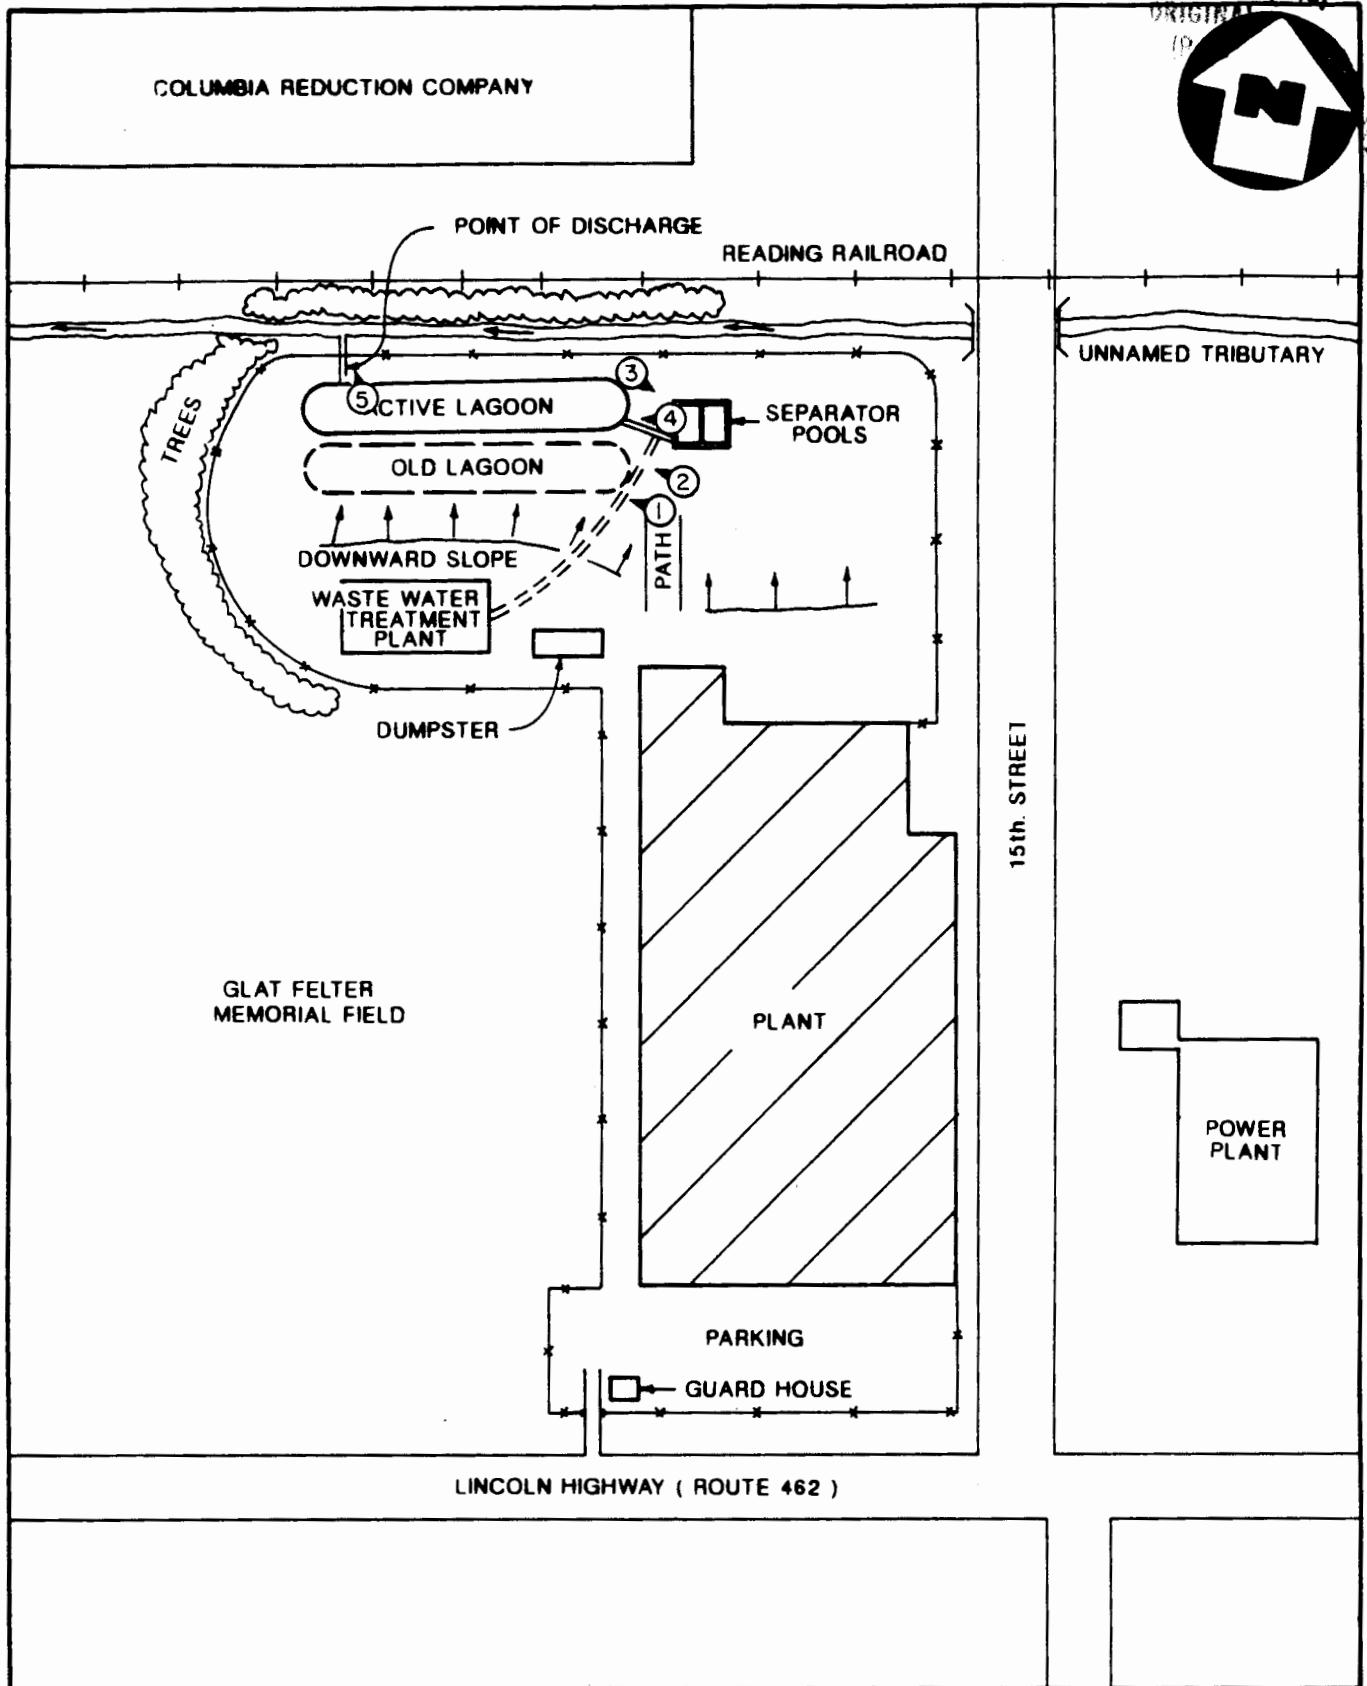 ORIGINAL
N
COLUMBIA REDUCTION COMPANY
POINT OF DISCHARGE
READING RAILROAD
UNNAMED TRIBUTARY
3
5
ACTIVE LAGOON
4
SEPARATOR
POOLS
TREES
OLD LAGOON
2
1
DOWNWARD SLOPE
PATH
WASTE WATER
TREATMENT
PLANT
DUMPSTER
15th. STREET
GLAT FELTER
MEMORIAL FIELD
PLANT
POWER
PLANT
PARKING
GUARD HOUSE
LINCOLN HIGHWAY ( ROUTE 462 )